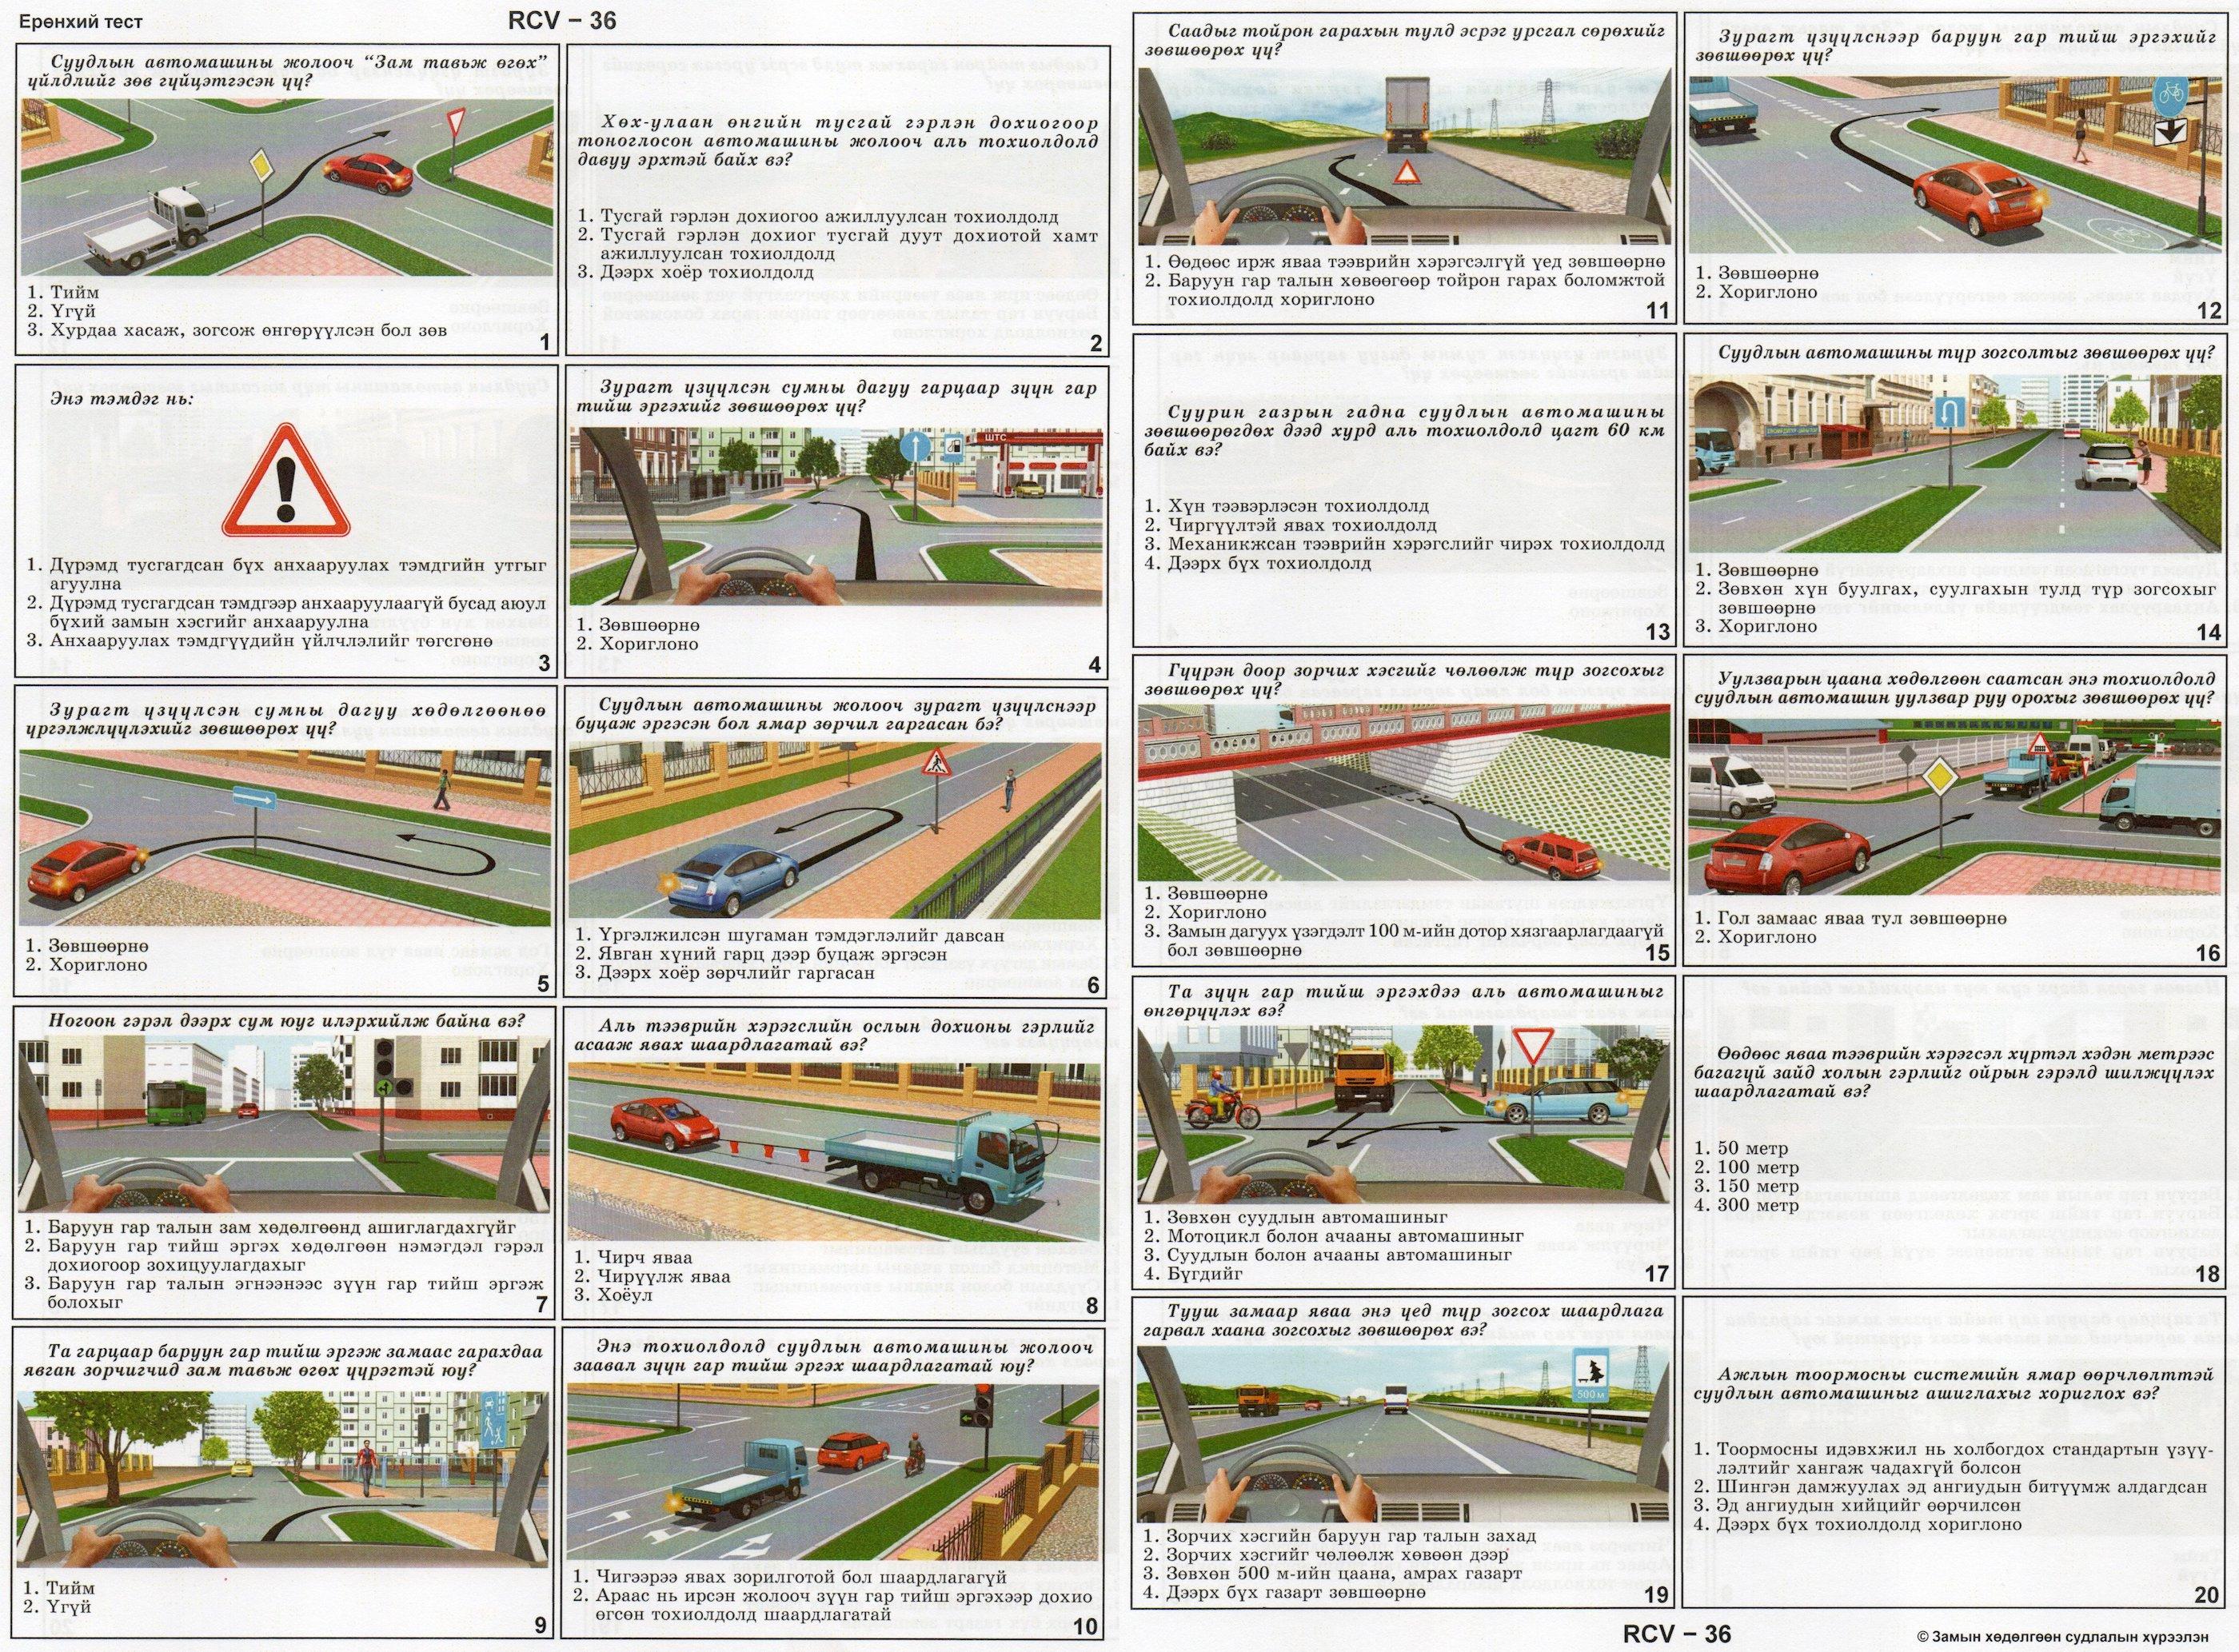 Ерөнхий тест
RCV – 36
Суудлын автомашины жолооч “Зам тавьж өгөх”
үйлдлийг зөв гүйцэтгэсэн үү?
1. Тийм
2. Үгүй
3. Хурдаа хасаж, зогсож өнгөрүүлсэн бол зөв
1
Хөх-улаан өнгийн тусгай гэрлэн дохиогоор
тоноглосон автомашины жолооч аль тохиолдолд
давуу эрхтэй байх вэ?
1. Тусгай гэрлэн дохиогоо ажиллуулсан тохиолдолд
2. Тусгай гэрлэн дохиог тусгай дуут дохиотой хамт
ажиллуулсан тохиолдолд
3. Дээрх хоёр тохиолдолд
2
Энэ тэмдэг нь:
1. Дүрэмд тусгагдсан бүх анхааруулах тэмдгийн утгыг
агуулна
2. Дүрэмд тусгагдсан тэмдгээр анхааруулаагүй бусад аюул
бүхий замын хэсгийг анхааруулна
3. Анхааруулах тэмдгүүдийн үйлчлэлийг төгсгөнө
3
Зурагт үзүүлсэн сумны дагуу гарцаар зүүн гар
тийш эргэхийг зөвшөөрөх үү?
ШТС
1. Зөвшөөрнө
2. Хориглоно
4
Зурагт үзүүлсэн сумны дагуу хөдөлгөөнөө
үргэлжлүүлэхийг зөвшөөрөх үү?
1. Зөвшөөрнө
2. Хориглоно
5
Суудлын автомашины жолооч зурагт үзүүлснээр
буцаж эргэсэн бол ямар зөрчил гаргасан бэ?
1. Үргэлжилсэн шугаман тэмдэглэлийг давсан
2. Явган хүний гарц дээр буцаж эргэсэн
3. Дээрх хоёр зөрчлийг гаргасан
6
Ногоон гэрэл дээрх сум юуг илэрхийлж байна вэ?
1. Баруун гар талын зам хөдөлгөөнд ашиглагдахгүйг
2. Баруун гар тийш эргэх хөдөлгөөн нэмэгдэл гэрэл
дохиогоор зохицуулагдахыг
3. Баруун гар талын эгнээнээс зүүн гар тийш эргэж
болохыг
7
Аль тээврийн хэрэгслийн ослын дохионы гэрлийг
асааж явах шаардлагатай вэ?
1. Чирч яваа
2. Чирүүлж яваа
3. Хоёул
8
Та гарцаар баруун гар тийш эргэж замаас гарахдаа
явган зорчигчид зам тавьж өгөх үүрэгтэй юу?
1. Тийм
2. Үгүй
9
Энэ тохиолдолд суудлын автомашины жолооч
заавал зүүн гар тийш эргэх шаардлагатай юу?
1. Чигээрээ явах зорилготой бол шаардлагагүй
2. Араас нь ирсэн жолооч зүүн гар тийш эргэхээр дохио
өгсөн тохиолдолд шаардлагатай
10
Саадыг тойрон гарахын тулд эсрэг урсгал сөрөхийг
зөвшөөрөх үү?
1. Өөдөөс ирж яваа тээврийн хэрэгсэлгүй үед зөвшөөрнө
2. Баруун гар талын хөвөөгөөр тойрон гарах боломжтой
тохиолдолд хориглоно
11
Зурагт үзүүлснээр баруун гар тийш эргэхийг
зөвшөөрөх үү?
1. Зөвшөөрнө
2. Хориглоно
12
Суурин газрын гадна суудлын автомашины
зөвшөөрөгдөх дээд хурд аль тохиолдолд цагт 60 км
байх вэ?
1. Хүн тээвэрлэсэн тохиолдолд
2. Чиргүүлтэй явах тохиолдолд
3. Механикжсан тээврийн хэрэгслийг чирэх тохиолдолд
4. Дээрх бүх тохиолдолд
13
Суудлын автомашины түр зогсолтыг зөвшөөрөх үү?
1. Зөвшөөрнө
2. Зөвхөн хүн буулгах, суулгахын тулд түр зогсохыг
зөвшөөрнө
3. Хориглоно
14
Гүүрэн доор зорчих хэсгийг чөлөөлж түр зогсохыг
зөвшөөрөх үү?
1. Зөвшөөрнө
2. Хориглоно
3. Замын дагуух үзэгдэлт 100 м-ийн дотор хязгаарлагдаагүй
бол зөвшөөрнө
15
Уулзварын цаана хөдөлгөөн саатсан энэ тохиолдолд
суудлын автомашин уулзвар руу орохыг зөвшөөрөх үү?
1. Гол замаас яваа тул зөвшөөрнө
2. Хориглоно
16
Та зүүн гар тийш эргэхдээ аль автомашиныг
өнгөрүүлэх вэ?
1. Зөвхөн суудлын автомашиныг
2. Мотоцикл болон ачааны автомашиныг
3. Суудлын болон ачааны автомашиныг
4. Бүгдийг
17
Өөдөөс яваа тээврийн хэрэгсэл хүртэл хэдэн метрээс
багагүй зайд холын гэрлийг ойрын гэрэлд шилжүүлэх
шаардлагатай вэ?
1. 50 метр
2. 100 метр
3. 150 метр
4. 300 метр
18
Тууш замаар яваа энэ үед түр зогсох шаардлага
гарвал хаана зогсохыг зөвшөөрөх вэ?
500 м
1. Зорчих хэсгийн баруун гар талын захад
2. Зорчих хэсгийг чөлөөлж хөвөөн дээр
3. Зөвхөн 500 м-ийн цаана, амрах газарт
4. Дээрх бүх газарт зөвшөөрнө
19
Ажлын тоормосны системийн ямар өөрчлөлттэй
суудлын автомашиныг ашиглахыг хориглох вэ?
1. Тоормосны идэвхжил нь холбогдох стандартын үзүү-
лэлтийг хангаж чадахгүй болсон
2. Шингэн дамжуулах эд ангиудын битүүмж алдагдсан
3. Эд ангиудын хийцийг өөрчилсөн
4. Дээрх бүх тохиолдолд хориглоно
20
RCV – 36
© Замын хөдөлгөөн судлалын хүрээлэн